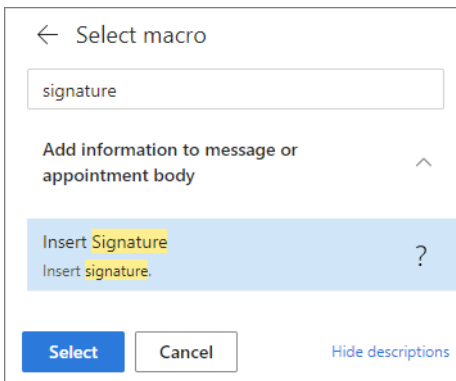 Select macro
signature
Add information to message or
appointment body
Insert Signature
?
Insert signature.
Select
Cancel
Hide descriptions